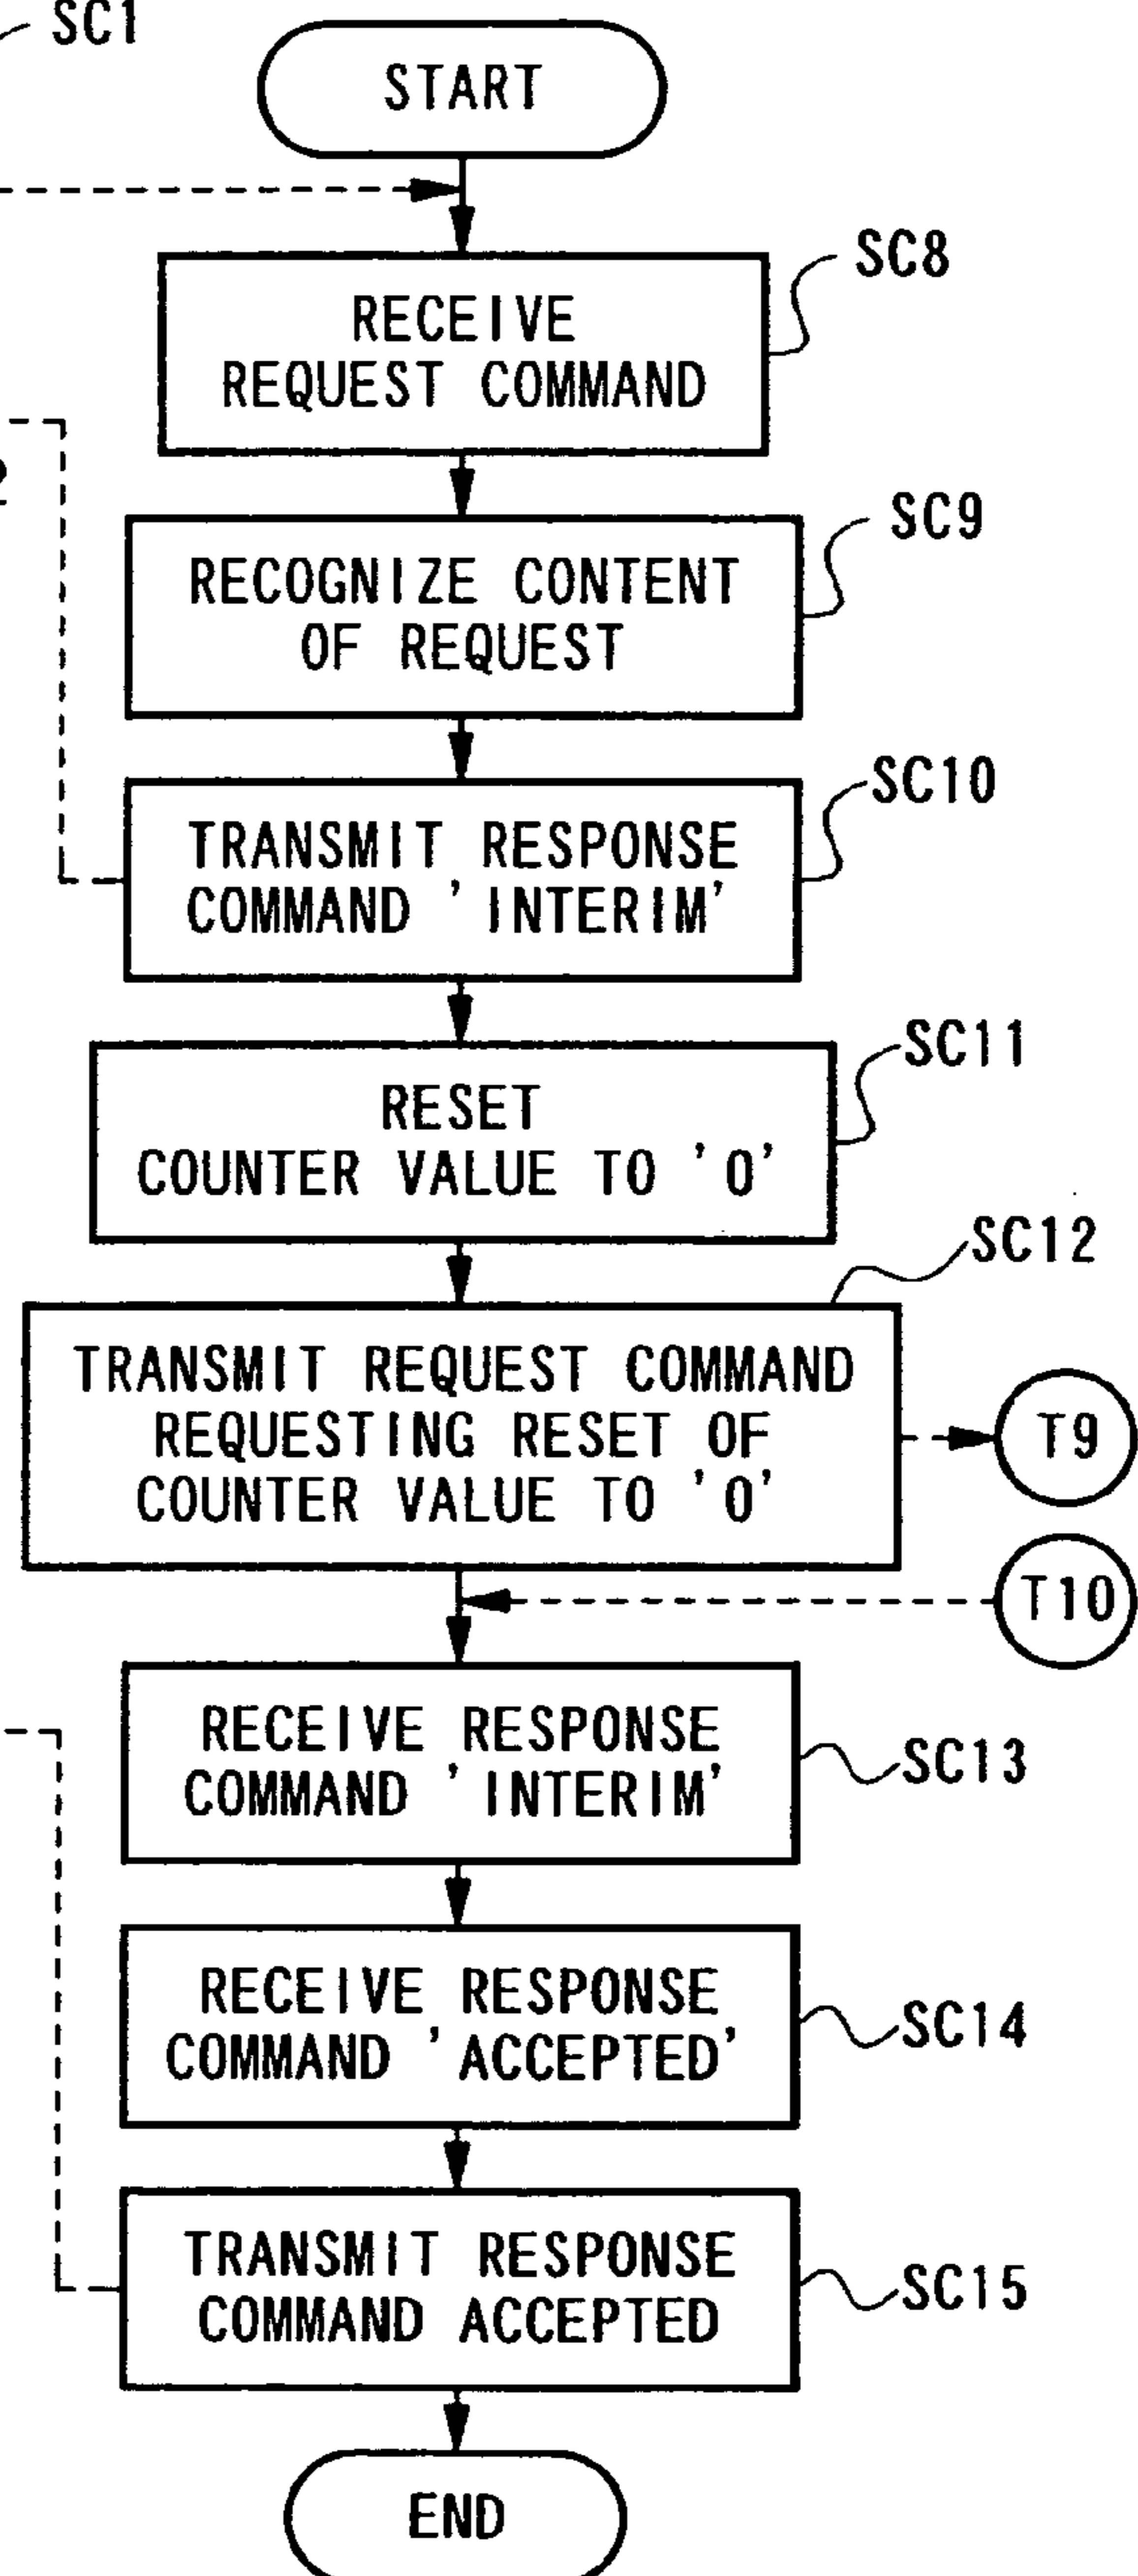 SC1
START
SC8
RECEIVE
REQUEST COMMAND
SC9
RECOGNIZE CONTENT
OF REQUEST
SC10
TRANSMIT RESPONSE
COMMAND 'INTERIM'
SC11
RESET
COUNTER VALUE TO '0'
SC12
TRANSMIT REQUEST COMMAND
REQUESTING RESET OF
COUNTER VALUE TO '0'
T9
T10
RECEIVE RESPONSE
COMMAND 'INTERIM'
SC13
RECEIVE RESPONSE
COMMAND 'ACCEPTED'
SC14
TRANSMIT RESPONSE
COMMAND ACCEPTED
SC15
END